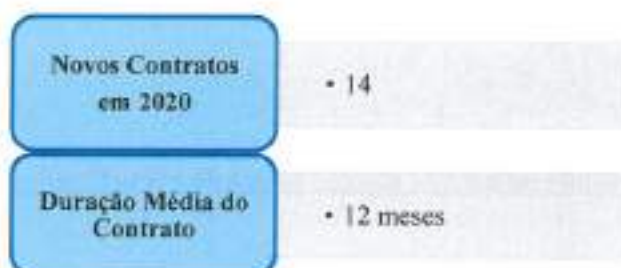 Novos Contratos
em 2020
• 14
Duração Média do
Contrato
• 12 meses